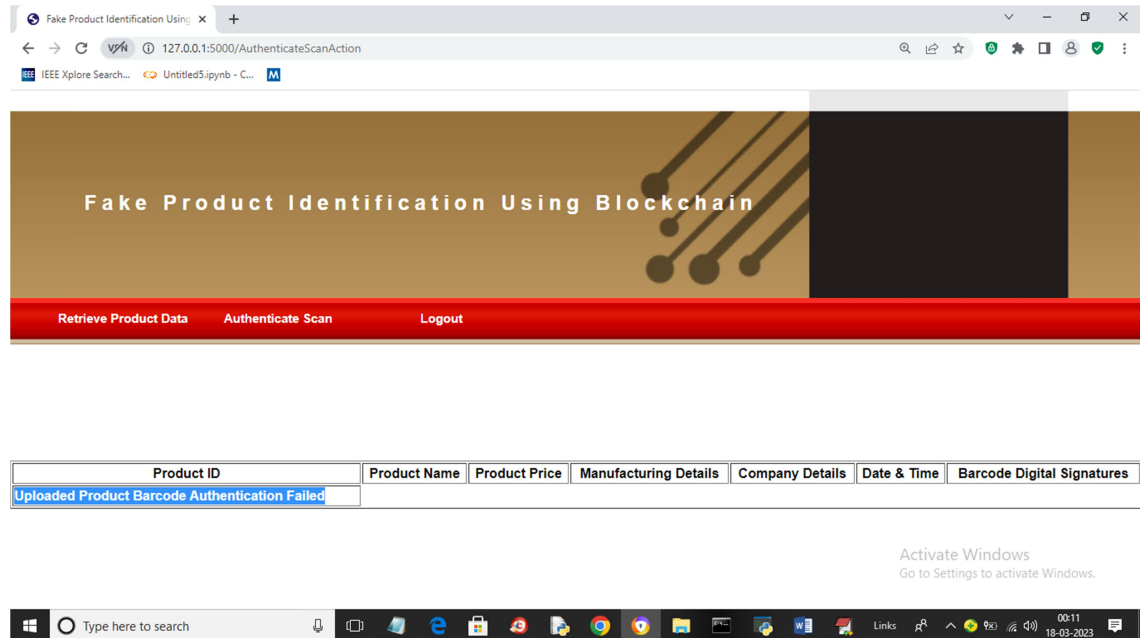 Fake Product Identification Using
127.0.0.1:5000/AuthenticateScanAction
IEEE IEEE Xplore Search... Untitled5.ipynb - C... M
Fake Product Identification Using Blockchain
Retrieve Product Data Authenticate Scan Logout
Product ID Product Name Product Price Manufacturing Details Company Details Date & Time Barcode Digital Signatures
Uploaded Product Barcode Authentication Failed
Activate Windows
Go to Settings to activate Windows.
Type here to search Links 00:11
18-03-2023